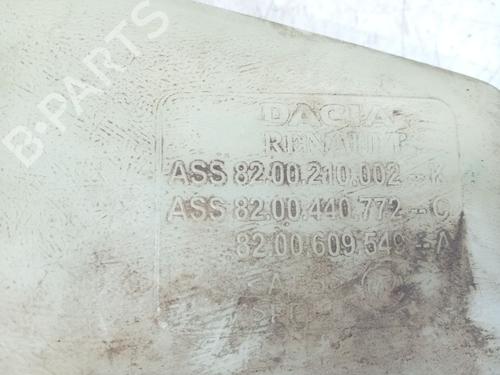 B-PARTS
DACIA
RENAULT
ASS 82.00.210.002-K
ASS 82.00.440.772-C
82.00.609.549-A